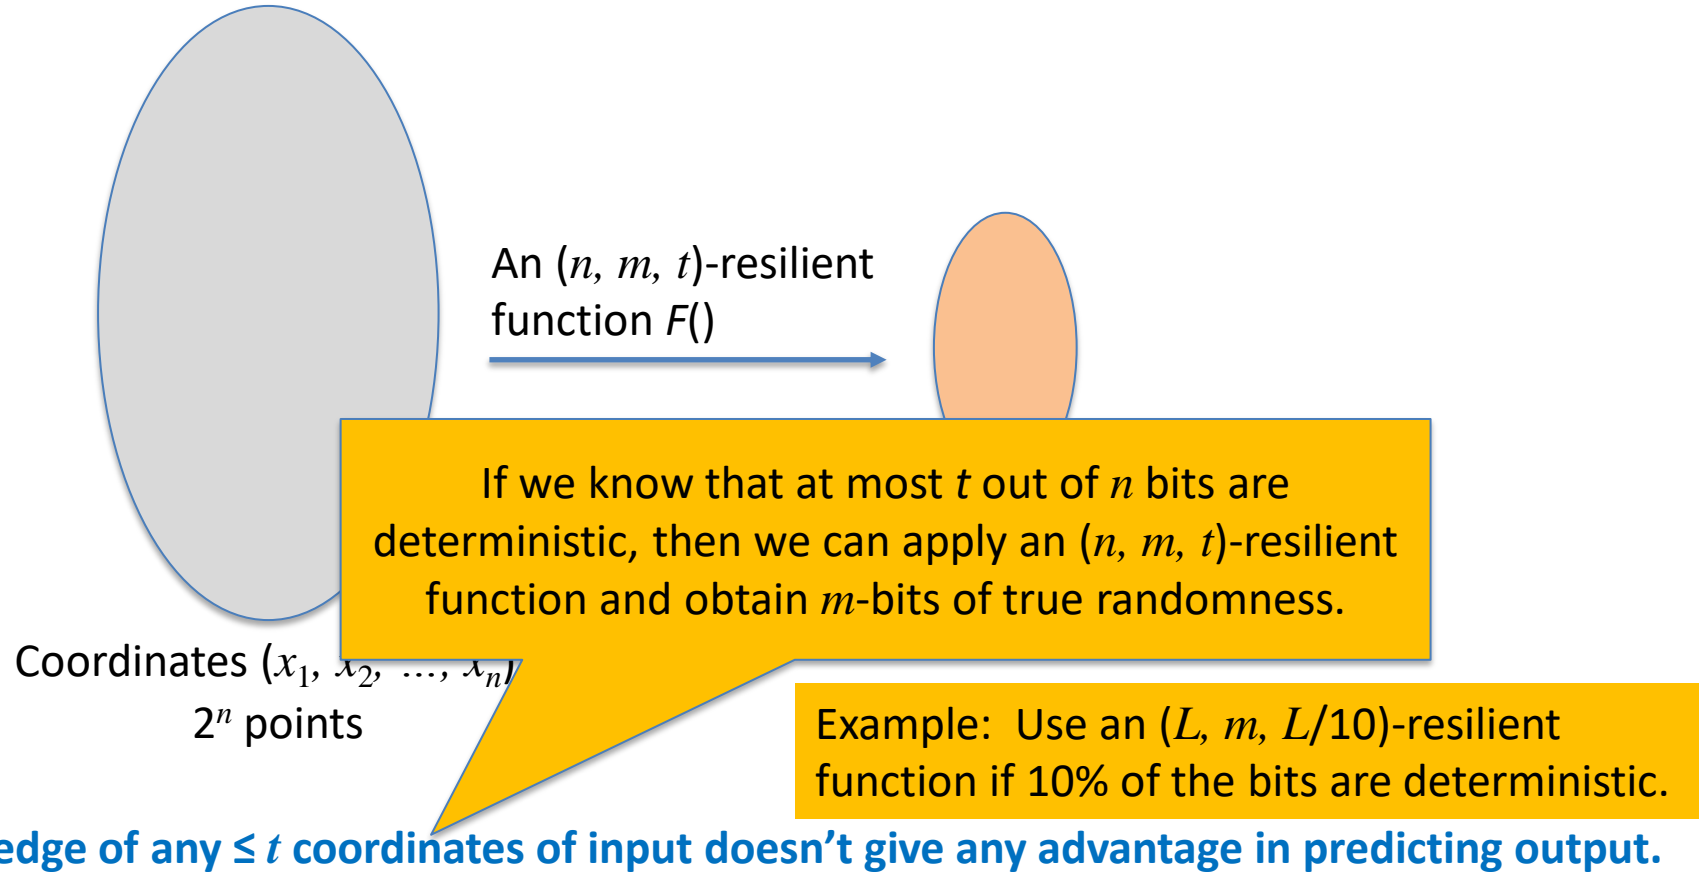 An (n, m, t)-resilient
function F()
If we know that at most t out of n bits are
deterministic, then we can apply an (n, m, t)-resilient
function and obtain m-bits of true randomness.
Coordinates (x₁, x₂, …, xₙ)
2ⁿ points
Example: Use an (L, m, L/10)-resilient
function if 10% of the bits are deterministic.
edge of any ≤ t coordinates of input doesn’t give any advantage in predicting output.